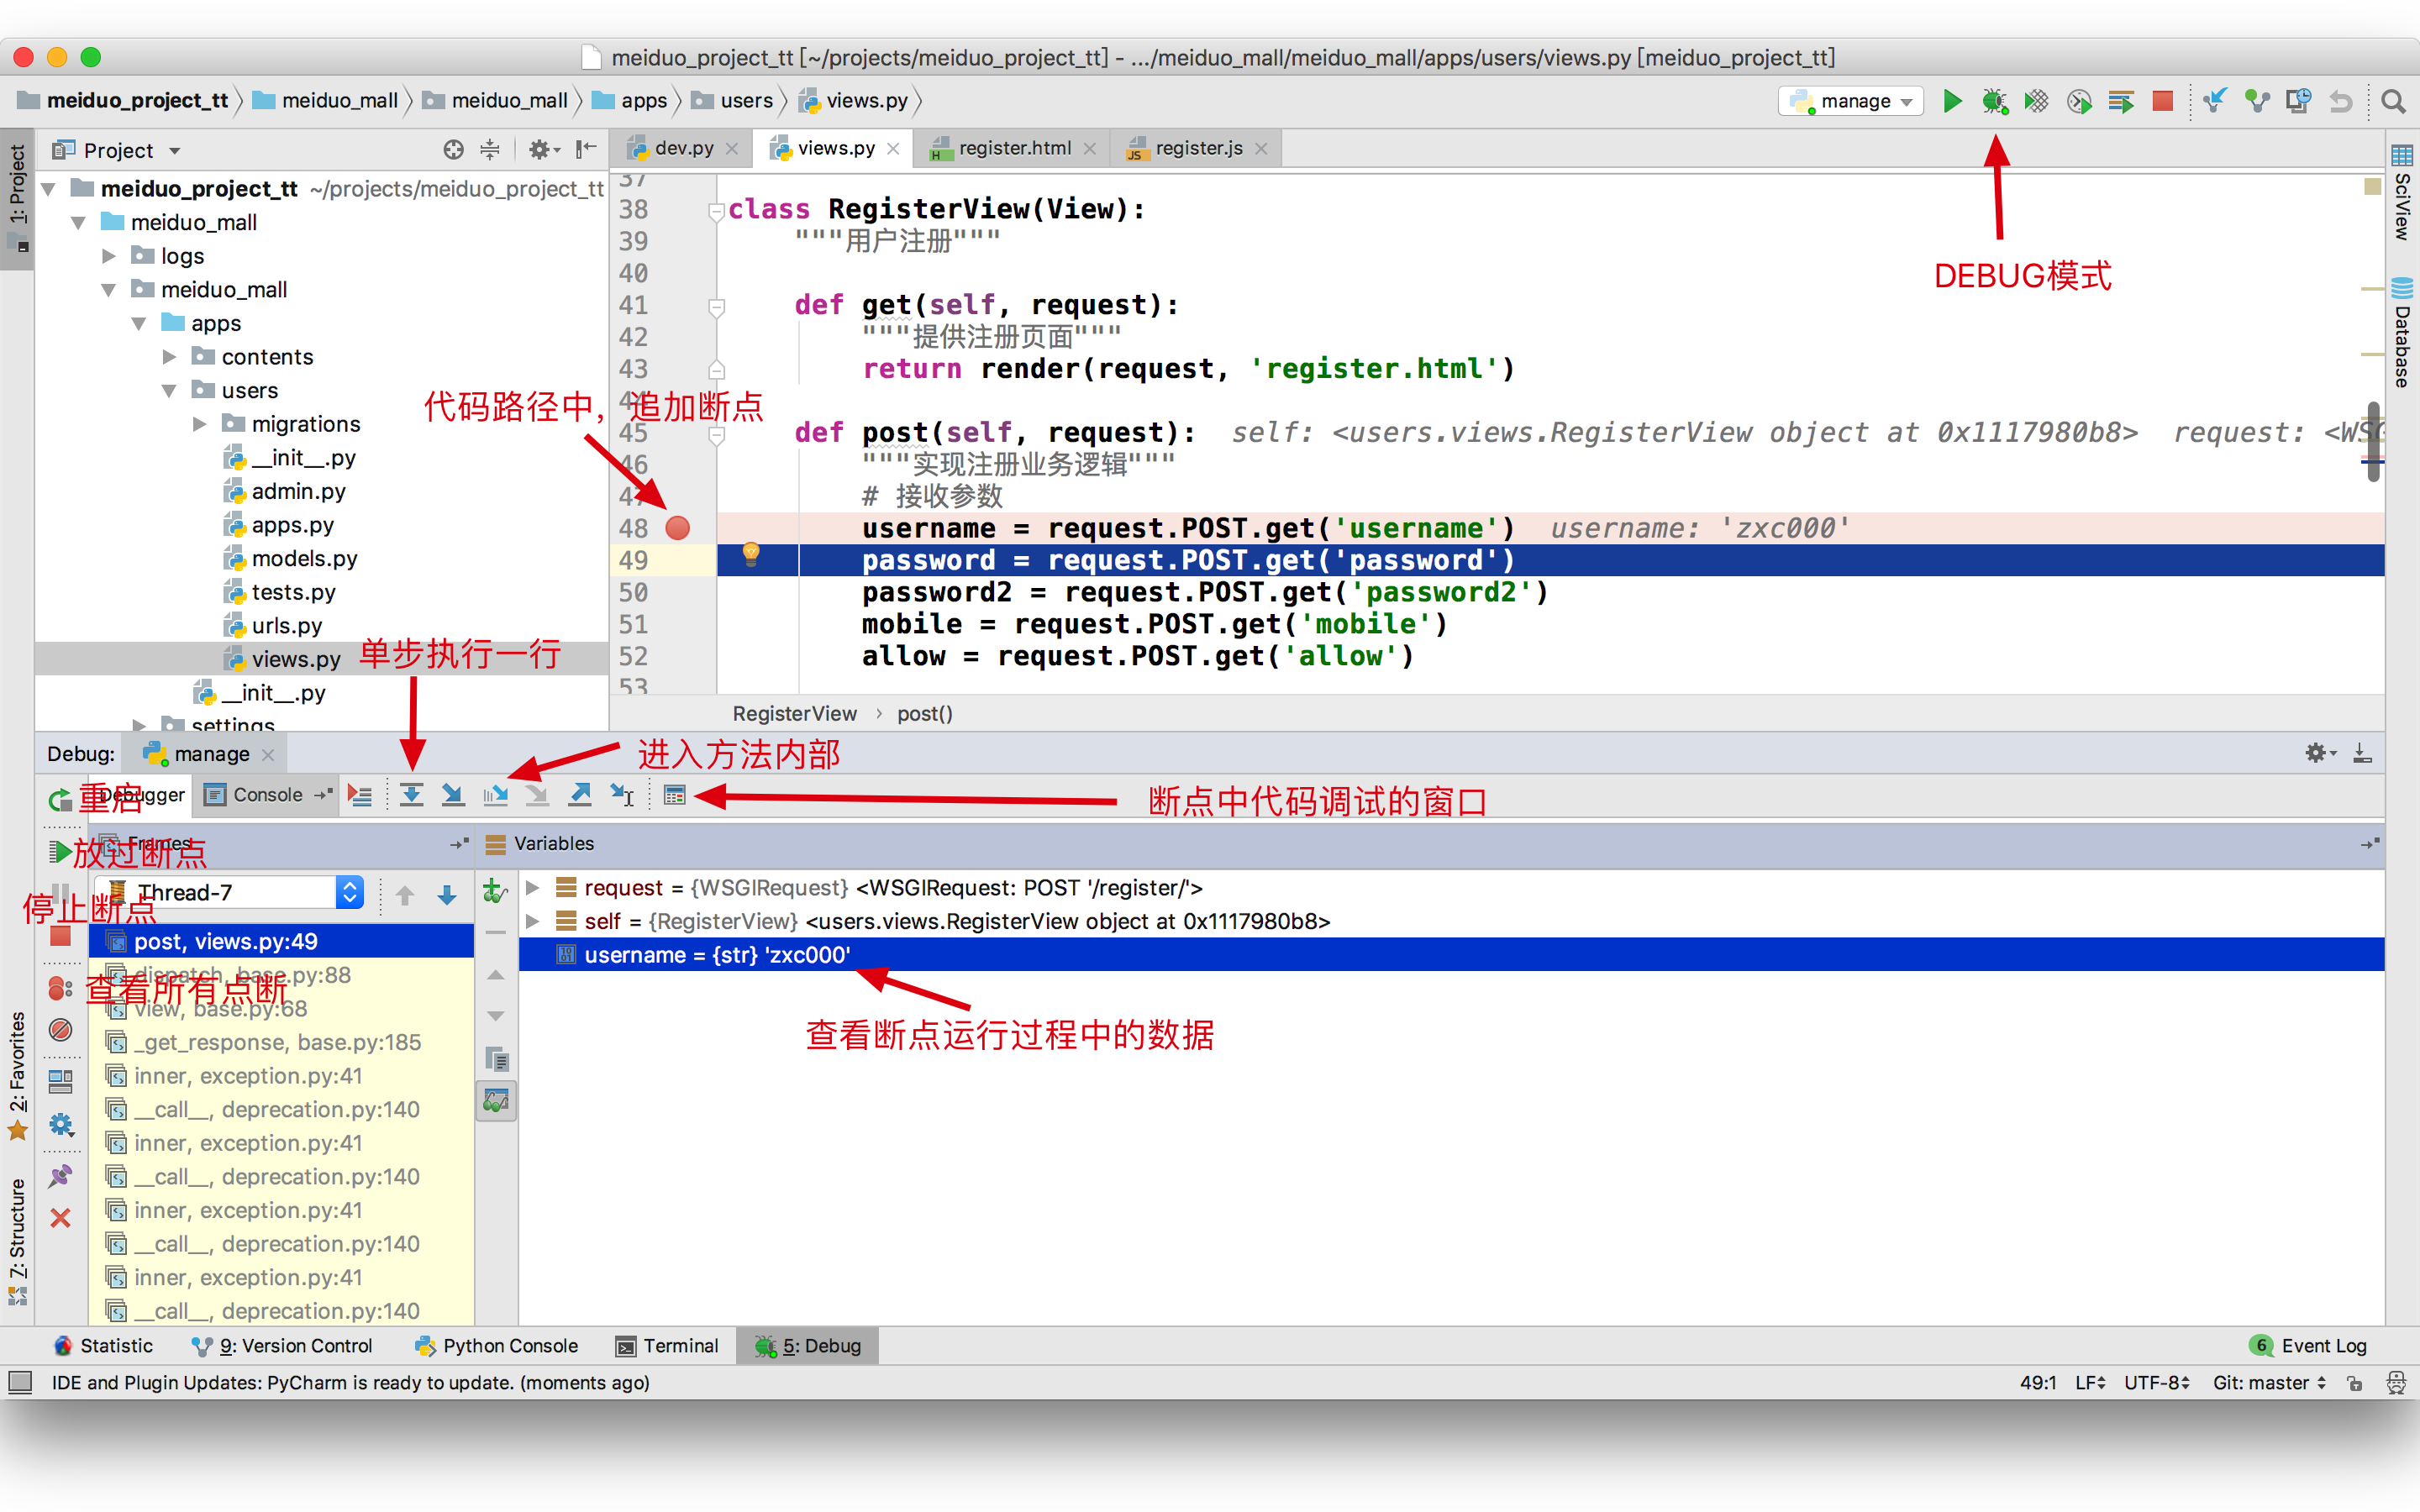 meiduo_project_tt [~/projects/meiduo_project_tt] - .../meiduo_mall/meiduo_mall/apps/users/views.py [meiduo_project_tt]
meiduo_project_tt meiduo_mall meiduo_mall apps users views.py
manage
1: Project
Project
dev.py views.py register.html register.js
SciView
Database
DEBUG模式
meiduo_project_tt ~/projects/meiduo_project_tt
meiduo_mall
logs
meiduo_mall
apps
contents
users
migrations
__init__.py
admin.py
apps.py
models.py
tests.py
urls.py
views.py
__init__.py
settings
代码路径中，追加断点
单步执行一行
37
38 class RegisterView(View):
39 """用户注册"""
40
41 def get(self, request):
42 """提供注册页面"""
43 return render(request, 'register.html')
44
45 def post(self, request): self: <users.views.RegisterView object at 0x1117980b8> request: <WSG
46 """实现注册业务逻辑"""
47 # 接收参数
48 username = request.POST.get('username') username: 'zxc000'
49 password = request.POST.get('password')
50 password2 = request.POST.get('password2')
51 mobile = request.POST.get('mobile')
52 allow = request.POST.get('allow')
53
RegisterView › post()
Debug: manage
进入方法内部
Debugger Console
重启
断点中代码调试的窗口
Frames
放过断点
Variables
Thread-7
停止断点
post, views.py:49
dispatch, base.py:88
查看所有点断
view, base.py:68
_get_response, base.py:185
inner, exception.py:41
__call__, deprecation.py:140
inner, exception.py:41
__call__, deprecation.py:140
inner, exception.py:41
__call__, deprecation.py:140
inner, exception.py:41
__call__, deprecation.py:140
request = {WSGIRequest} <WSGIRequest: POST '/register/'>
self = {RegisterView} <users.views.RegisterView object at 0x1117980b8>
username = {str} 'zxc000'
查看断点运行过程中的数据
2: Favorites
7: Structure
Statistic 9: Version Control Python Console Terminal 5: Debug 6 Event Log
IDE and Plugin Updates: PyCharm is ready to update. (moments ago) 49:1 LF UTF-8 Git: master